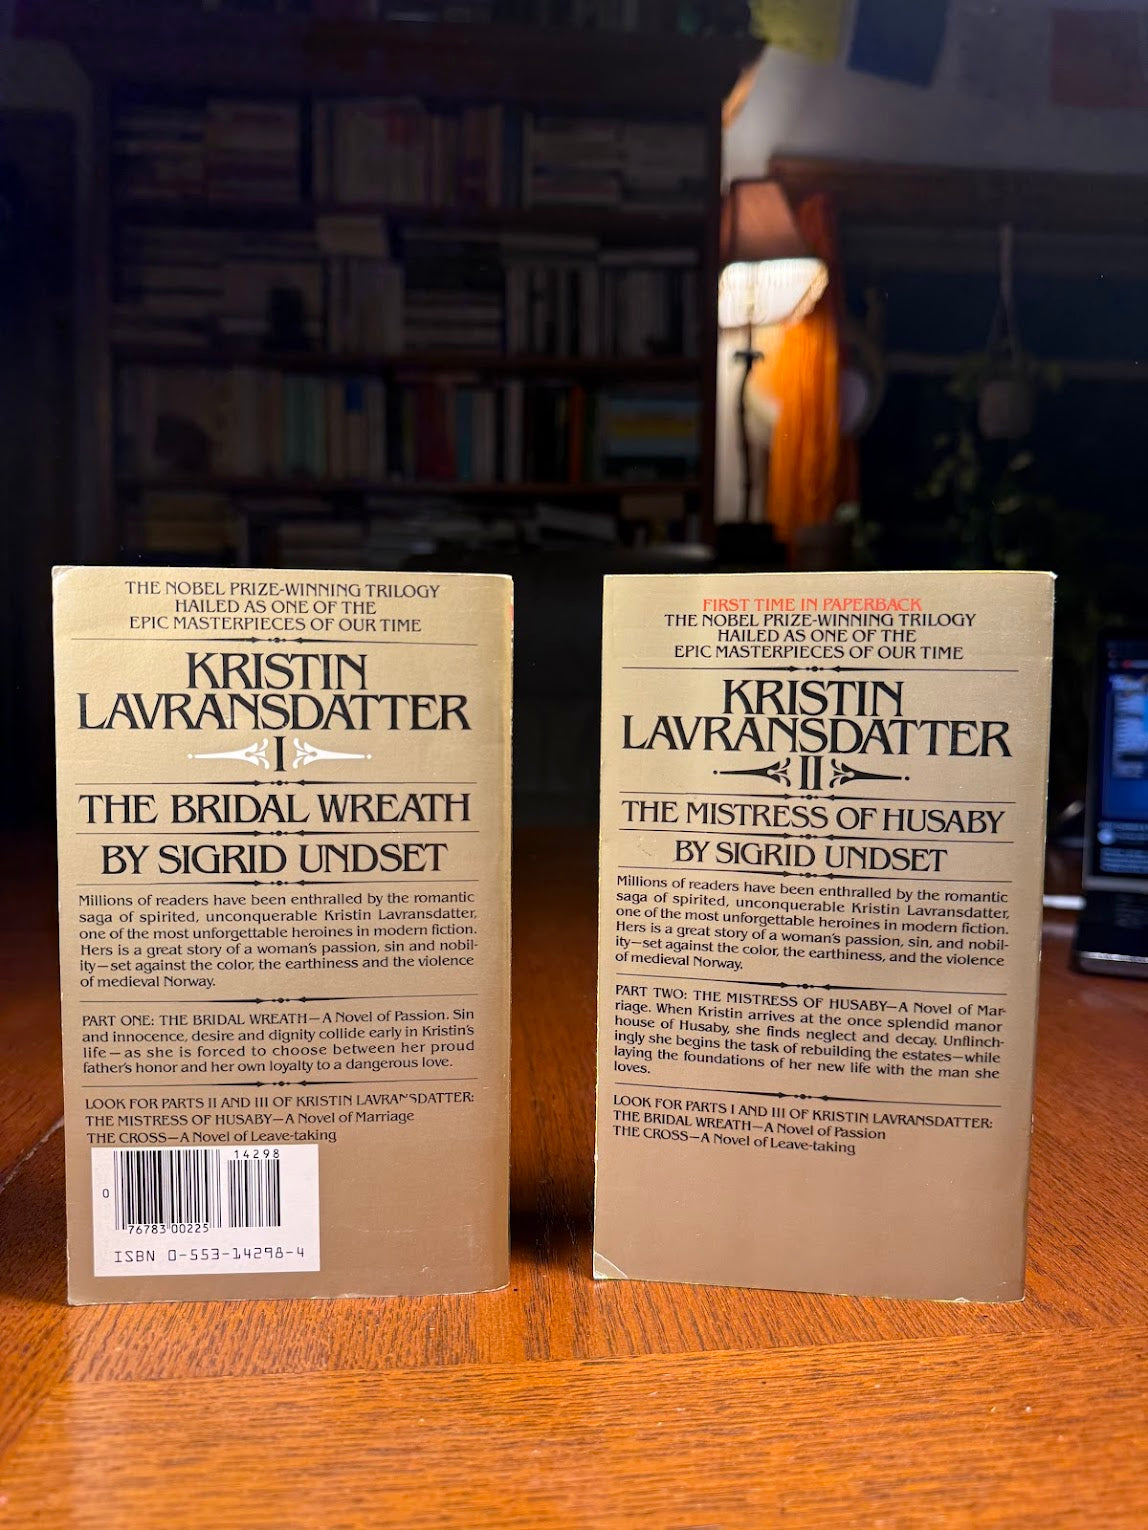 THE NOBEL PRIZE-WINNING TRILOGY
HAILED AS ONE OF THE
EPIC MASTERPIECES OF OUR TIME
KRISTIN
LAVRANSDATTER
I
THE BRIDAL WREATH
BY SIGRID UNDSET
Millions of readers have been enthralled by the romantic
saga of spirited, unconquerable Kristin Lavransdatter,
one of the most unforgettable heroines in modern fiction.
Hers is a great story of a woman's passion, sin and nobil-
ity—set against the color, the earthiness and the violence
of medieval Norway.
PART ONE: THE BRIDAL WREATH—A Novel of Passion. Sin
and innocence, desire and dignity collide early in Kristin's
life—as she is forced to choose between her proud
father's honor and her own loyalty to a dangerous love.
LOOK FOR PARTS II AND III OF KRISTIN LAVRANSDATTER:
THE MISTRESS OF HUSABY—A Novel of Marriage
THE CROSS—A Novel of Leave-taking
14298
0
76783 00225
ISBN 0-553-14298-4
FIRST TIME IN PAPERBACK
THE NOBEL PRIZE-WINNING TRILOGY
HAILED AS ONE OF THE
EPIC MASTERPIECES OF OUR TIME
KRISTIN
LAVRANSDATTER
II
THE MISTRESS OF HUSABY
BY SIGRID UNDSET
Millions of readers have been enthralled by the romantic
saga of spirited, unconquerable Kristin Lavransdatter,
one of the most unforgettable heroines in modern fiction.
Hers is a great story of a woman's passion, sin, and nobil-
ity—set against the color, the earthiness, and the violence
of medieval Norway.
PART TWO: THE MISTRESS OF HUSABY—A Novel of Mar-
riage. When Kristin arrives at the once splendid manor
house of Husaby, she finds neglect and decay. Unflinch-
ingly she begins the task of rebuilding the estates—while
laying the foundations of her new life with the man she
loves.
LOOK FOR PARTS I AND III OF KRISTIN LAVRANSDATTER:
THE BRIDAL WREATH—A Novel of Passion
THE CROSS—A Novel of Leave-taking